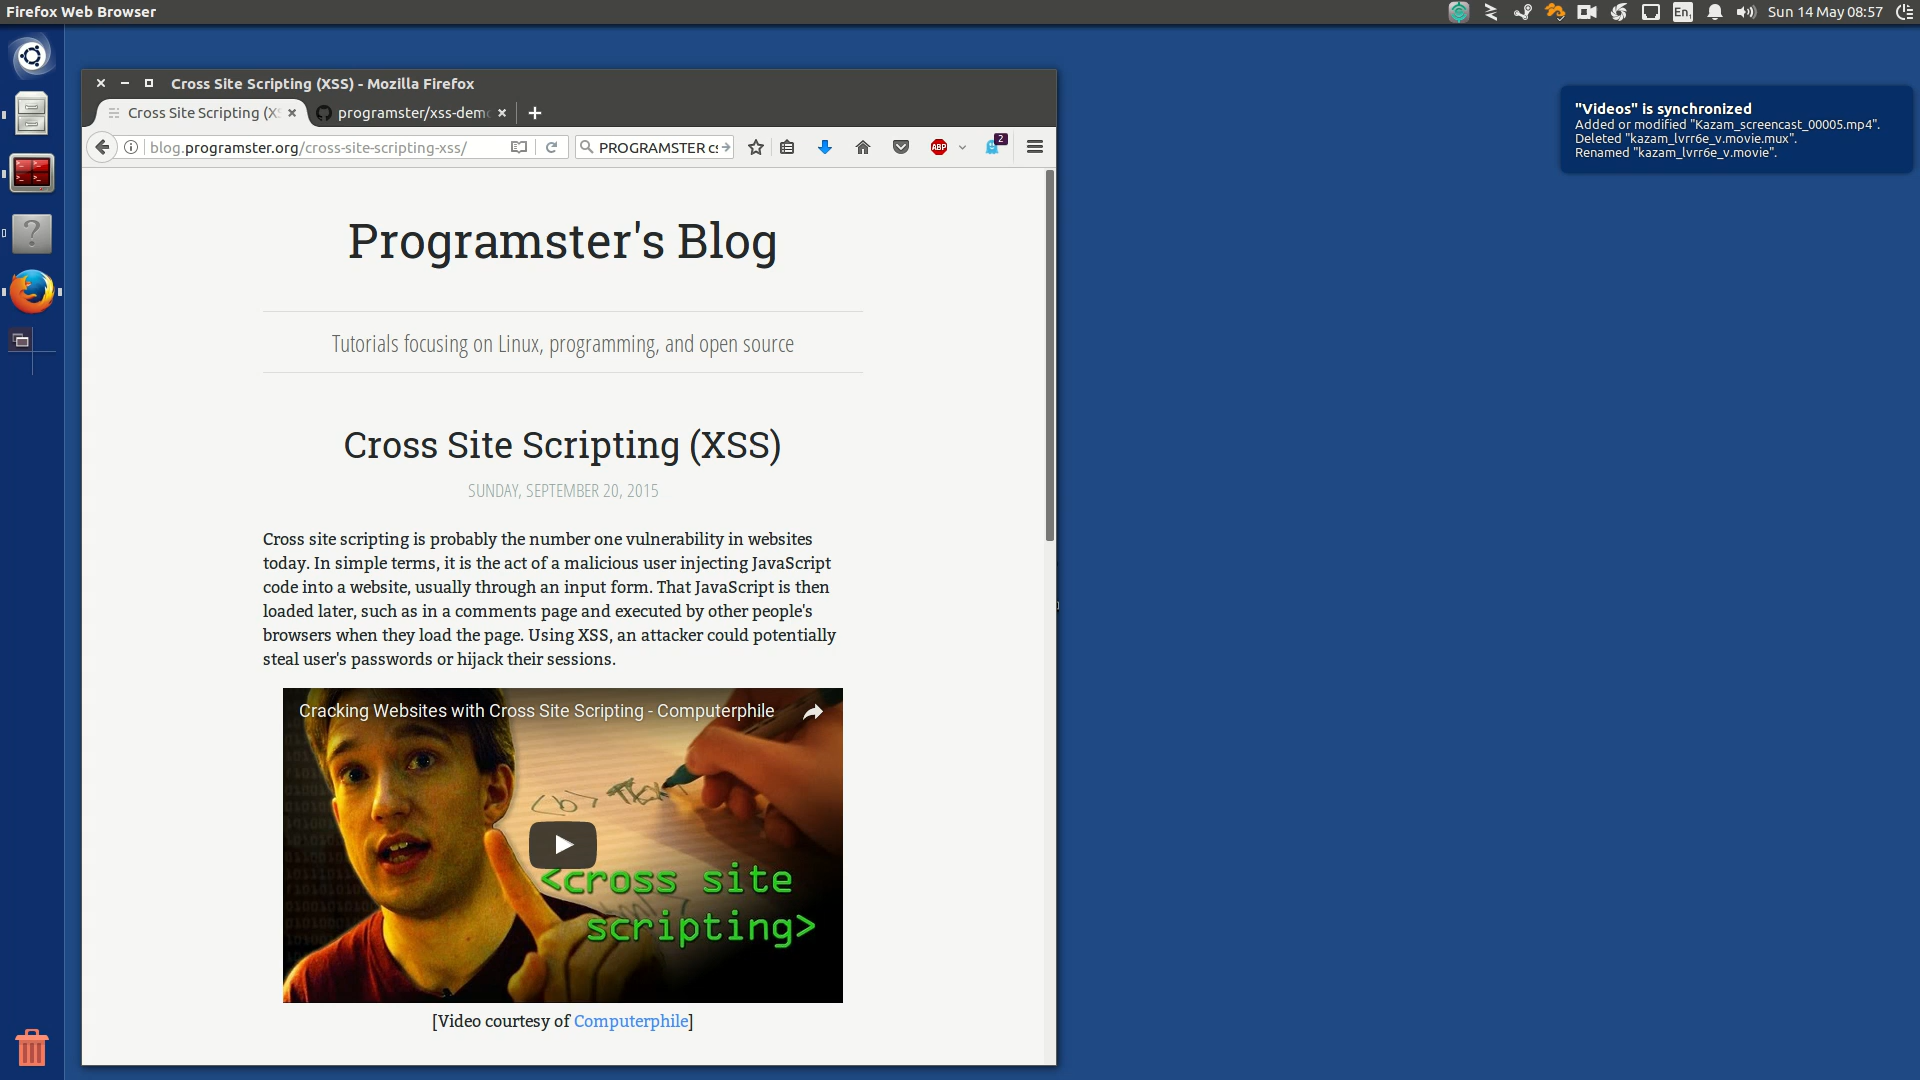 Firefox Web Browser
En
Sun 14 May 08:57
Cross Site Scripting (XSS) - Mozilla Firefox
Cross Site Scripting (XS
programster/xss-demo
blog.programster.org/cross-site-scripting-xss/
PROGRAMSTER cs
ABP
2
"Videos" is synchronized
Added or modified "Kazam_screencast_00005.mp4".
Deleted "kazam_lvrr6e_v.movie.mux".
Renamed "kazam_lvrr6e_v.movie".
Programster's Blog
Tutorials focusing on Linux, programming, and open source
Cross Site Scripting (XSS)
SUNDAY, SEPTEMBER 20, 2015
Cross site scripting is probably the number one vulnerability in websites
today. In simple terms, it is the act of a malicious user injecting JavaScript
code into a website, usually through an input form. That JavaScript is then
loaded later, such as in a comments page and executed by other people's
browsers when they load the page. Using XSS, an attacker could potentially
steal user's passwords or hijack their sessions.
Cracking Websites with Cross Site Scripting - Computerphile
<b> Text
<cross site
scripting>
[Video courtesy of Computerphile]